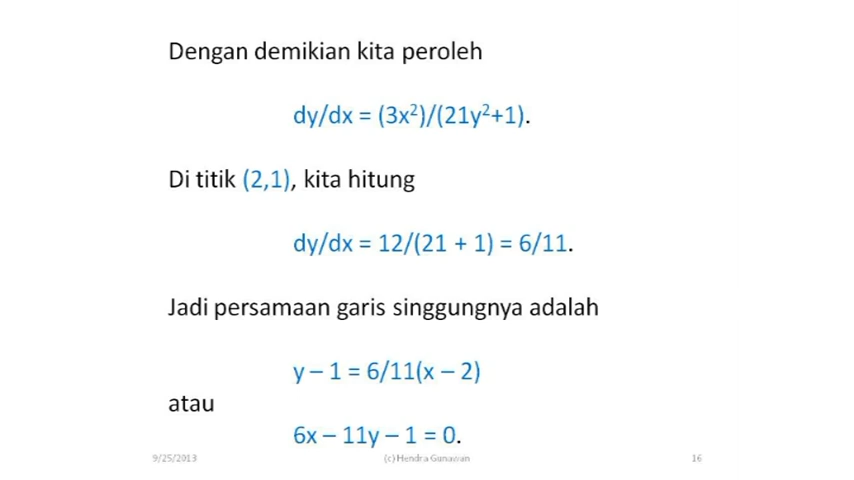 Dengan demikian kita peroleh
dy/dx = (3x²)/(21y²+1).
Di titik (2,1), kita hitung
dy/dx = 12/(21 + 1) = 6/11.
Jadi persamaan garis singgungnya adalah
y – 1 = 6/11(x – 2)
atau
6x – 11y – 1 = 0.
9/25/2013 (c) Hendra Gunawan 16